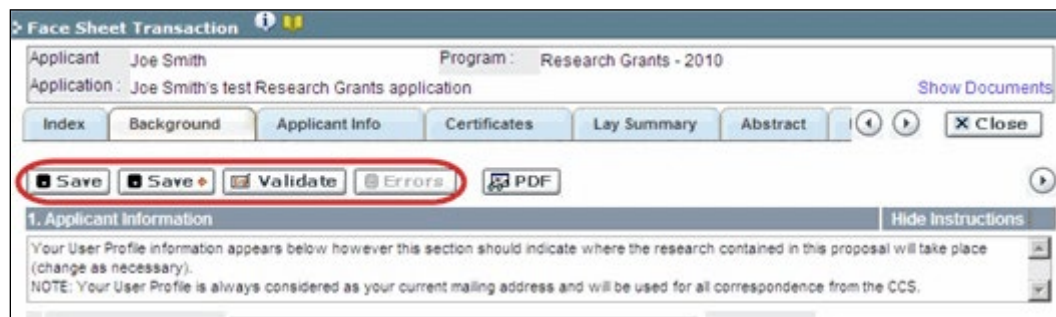 Face Sheet Transaction
Applicant Joe Smith Program : Research Grants - 2010
Application : Joe Smith's test Research Grants application Show Documents
Index Background Applicant Info Certificates Lay Summary Abstract Close
Save Save Validate Errors PDF
1. Applicant Information Hide Instructions
Your User Profile information appears below however this section should indicate where the research contained in this proposal will take place
(change as necessary).
NOTE: Your User Profile is always considered as your current mailing address and will be used for all correspondence from the CCS.